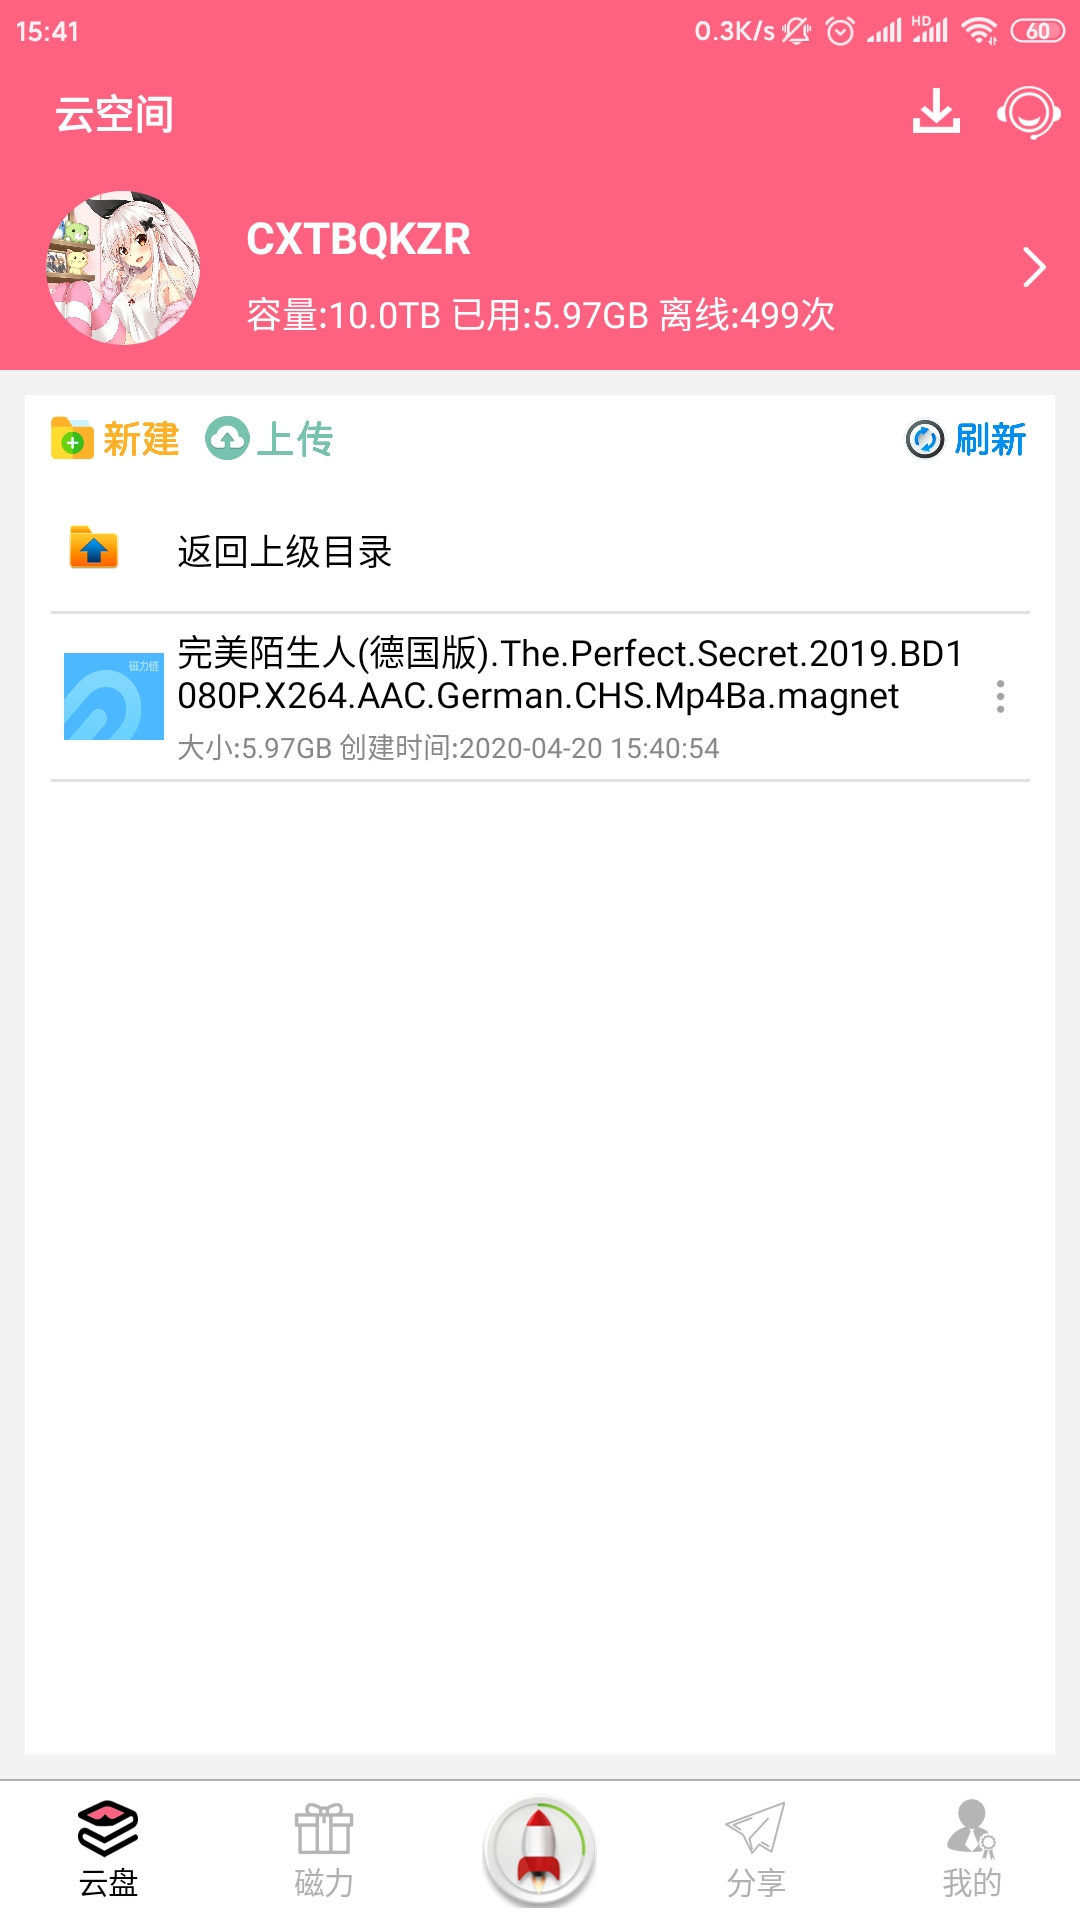 15:41
0.3K/s HD 60
云空间
CXTBQKZR
容量:10.0TB 已用:5.97GB 离线:499次
新建 上传 刷新
返回上级目录
磁力链
完美陌生人(德国版).The.Perfect.Secret.2019.BD1
080P.X264.AAC.German.CHS.Mp4Ba.magnet
大小:5.97GB 创建时间:2020-04-20 15:40:54
云盘 磁力 分享 我的